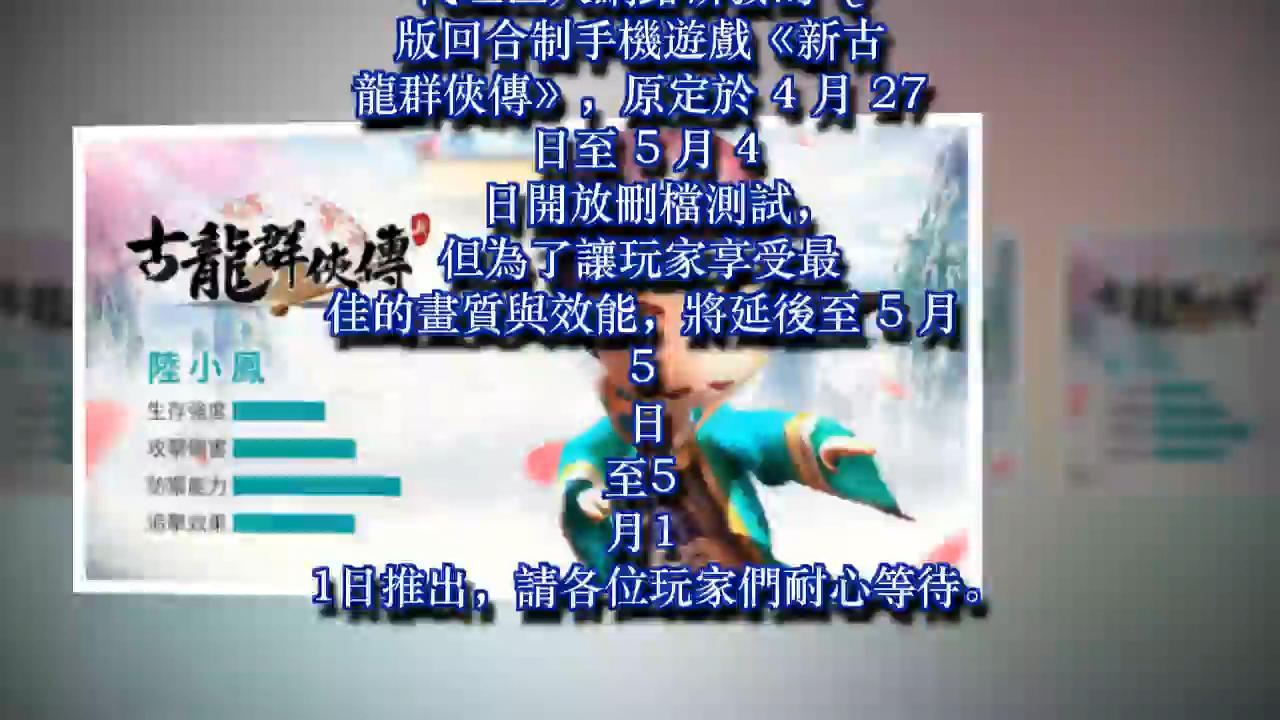 版回合制手機遊戲《新古
龍群俠傳》，原定於 4 月 27
日至 5 月 4
日開放刪檔測試，
但為了讓玩家享受最
佳的畫質與效能，將延後至 5 月
5
日
至5
月1
1日推出，請各位玩家們耐心等待。
古龍群俠傳
陸小鳳
生存強度
攻擊傷害
防禦能力
追擊效果